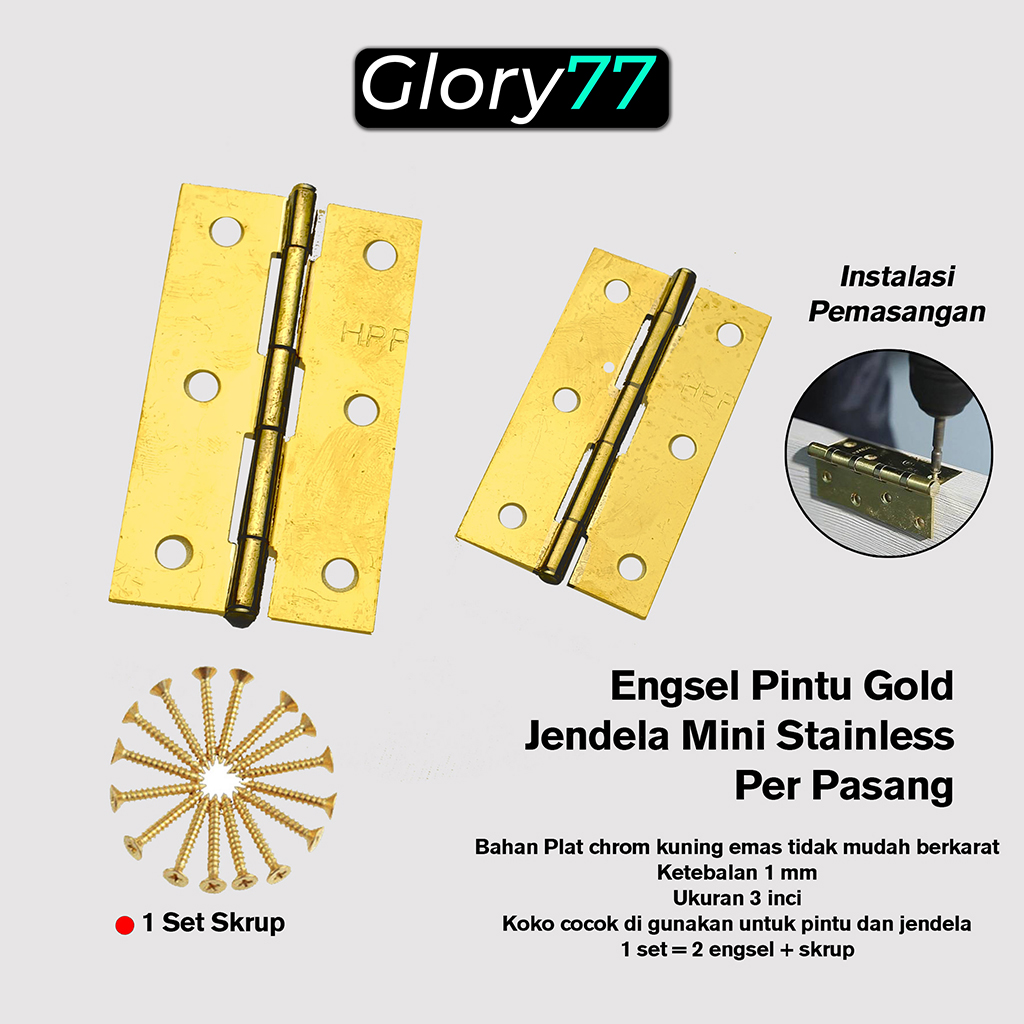 Glory77
HPP
HPP
Instalasi
Pemasangan
Engsel Pintu Gold
Jendela Mini Stainless
Per Pasang
1 Set Skrup
Bahan Plat chrom kuning emas tidak mudah berkarat
Ketebalan 1 mm
Ukuran 3 inci
Koko cocok di gunakan untuk pintu dan jendela
1 set = 2 engsel + skrup